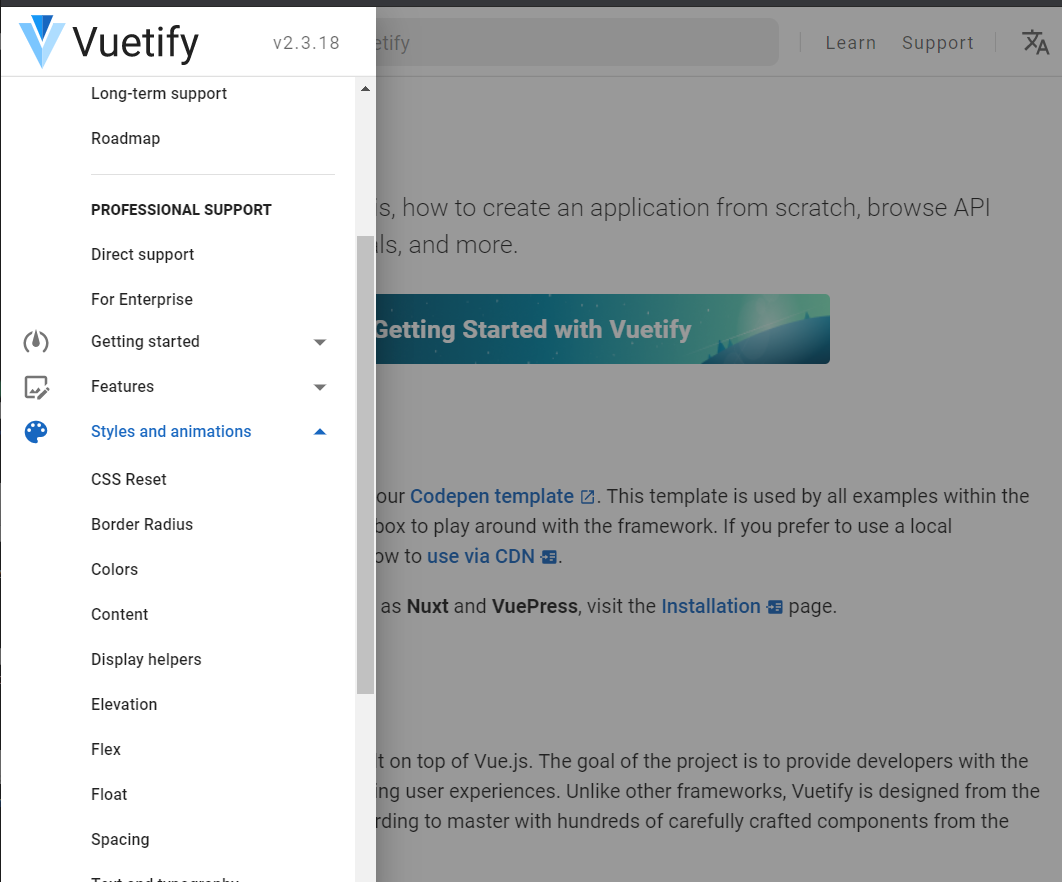 Vuetify
v2.3.18
etify
Learn
Support
Long-term support
Roadmap
PROFESSIONAL SUPPORT
Direct support
For Enterprise
Getting started
Features
Styles and animations
CSS Reset
Border Radius
Colors
Content
Display helpers
Elevation
Flex
Float
Spacing
Text and typography
is, how to create an application from scratch, browse API
als, and more.
Getting Started with Vuetify
our Codepen template. This template is used by all examples within the
box to play around with the framework. If you prefer to use a local
ow to use via CDN.
as Nuxt and VuePress, visit the Installation page.
t on top of Vue.js. The goal of the project is to provide developers with the
ing user experiences. Unlike other frameworks, Vuetify is designed from the
rding to master with hundreds of carefully crafted components from the